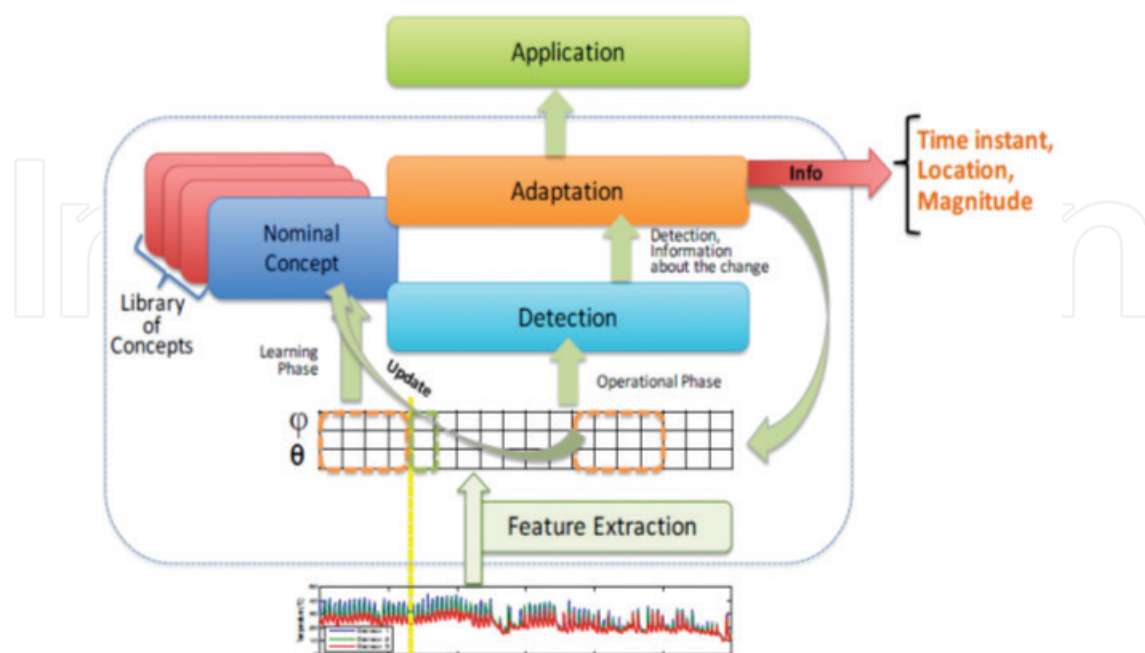 Application
Adaptation
Info
Time instant,
Location,
Magnitude
Nominal
Concept
Detection,
Information
about the change
Library
of
Concepts
Detection
Learning
Phase
Update
Operational Phase
φ
θ
Feature Extraction